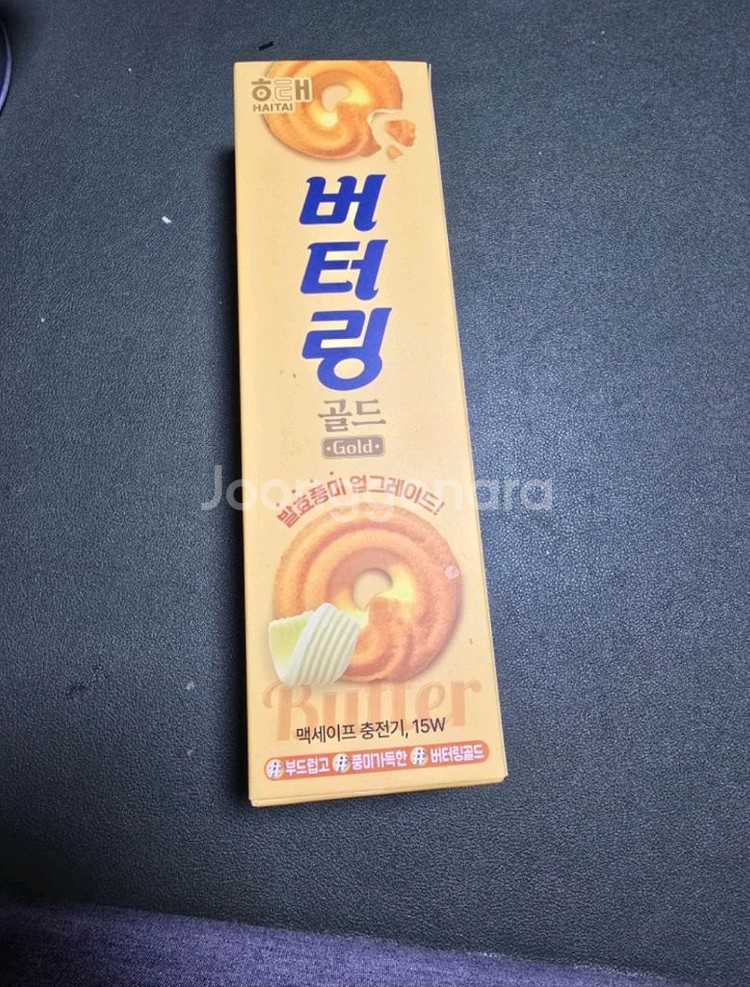 해태
HAITAI
버터링
골드
Gold
발효풍미 업그레이드!
Joonggonara
Butter
맥세이프 충전기, 15W
#부드럽고 #풍미가득한 #버터링골드